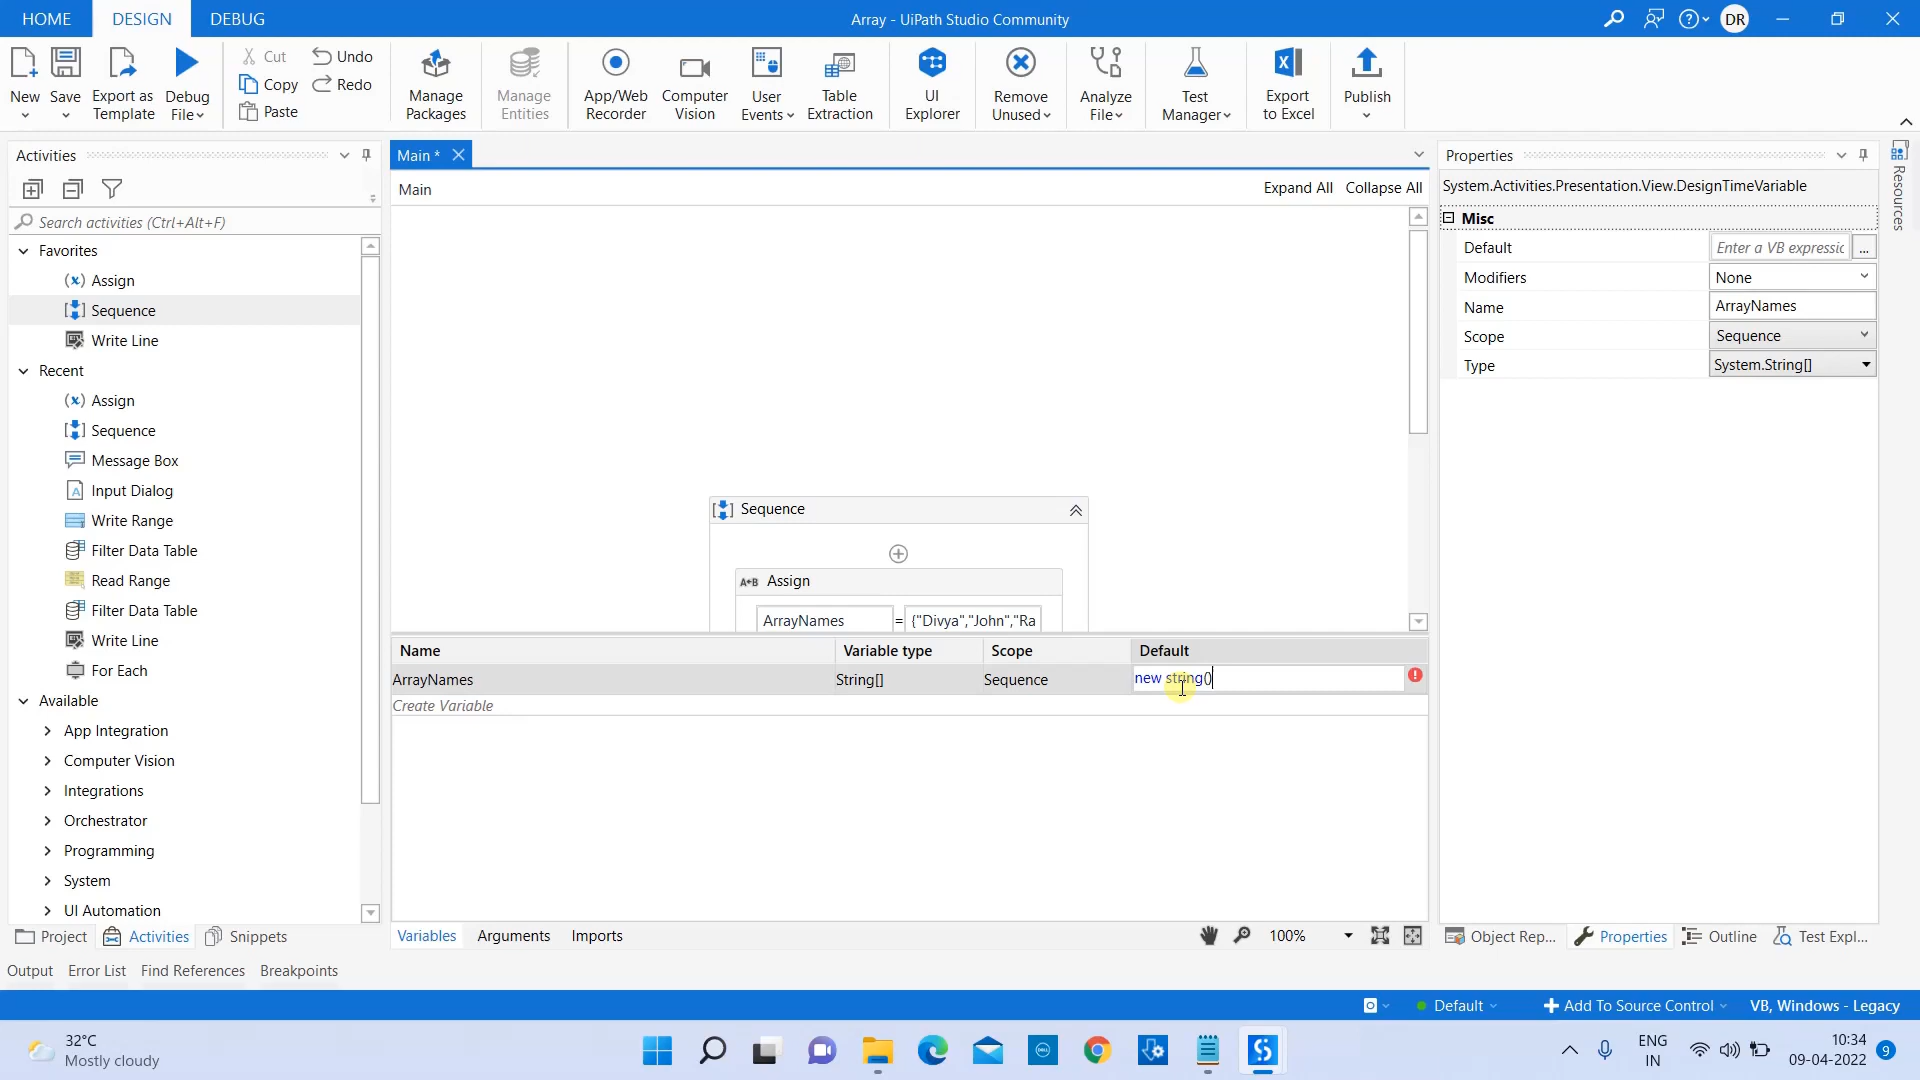 HOME DESIGN DEBUG Array - UiPath Studio Community DR
New Save Export as Template Debug File Cut Copy Paste Undo Redo Manage Packages Manage Entities App/Web Recorder Computer Vision User Events Table Extraction UI Explorer Remove Unused Analyze File Test Manager Export to Excel Publish
Activities
Search activities (Ctrl+Alt+F)
Favorites
Assign
Sequence
Write Line
Recent
Assign
Sequence
Message Box
Input Dialog
Write Range
Filter Data Table
Read Range
Filter Data Table
Write Line
For Each
Available
App Integration
Computer Vision
Integrations
Orchestrator
Programming
System
UI Automation
Project Activities Snippets
Main *
Main Expand All Collapse All
Sequence
Assign
ArrayNames = {"Divya","John","Ra
Name Variable type Scope Default
ArrayNames String[] Sequence new string()
Create Variable
Variables Arguments Imports 100%
Properties
System.Activities.Presentation.View.DesignTimeVariable
Misc
Default Enter a VB expressic ...
Modifiers None
Name ArrayNames
Scope Sequence
Type System.String[]
Resources
Object Rep... Properties Outline Test Expl...
Output Error List Find References Breakpoints
Default Add To Source Control VB, Windows - Legacy
32°C
Mostly cloudy
DELL
ENG
IN
10:34
09-04-2022
9